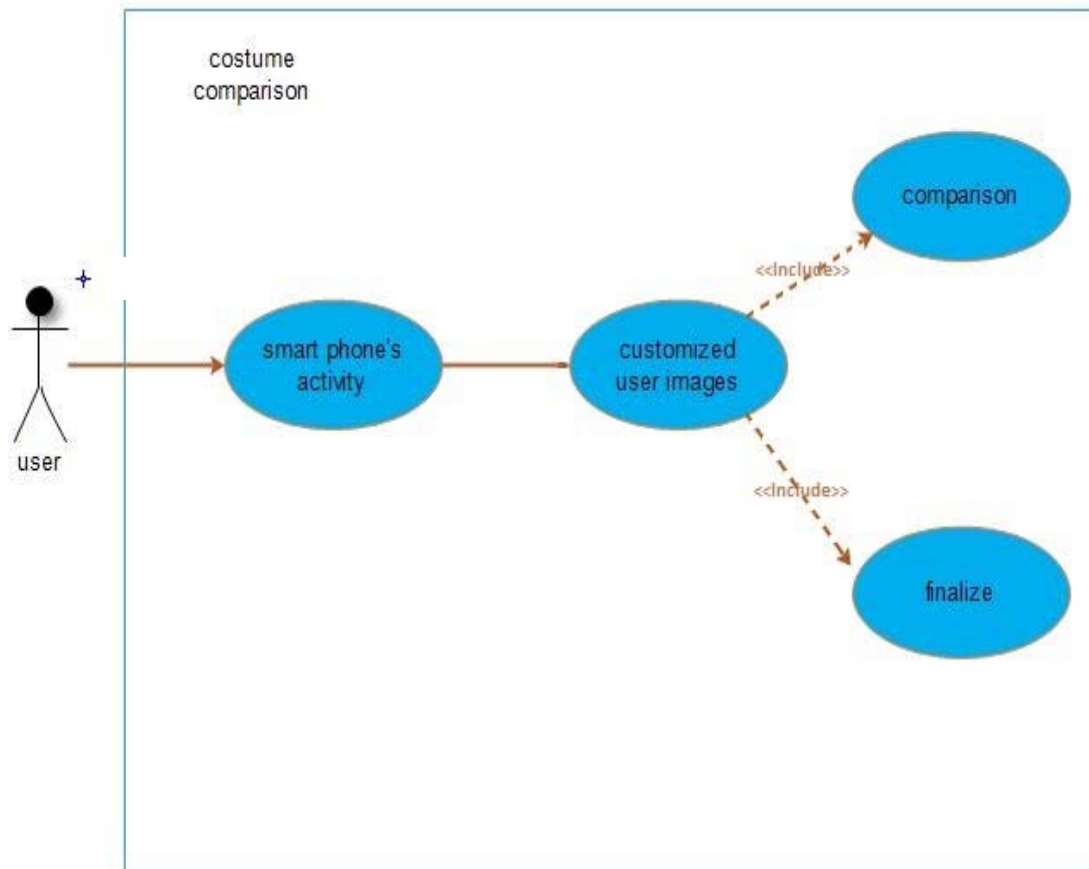 costume
comparison
comparison
<<Include>>
smart phone's
activity
customized
user images
user
<<Include>>
finalize